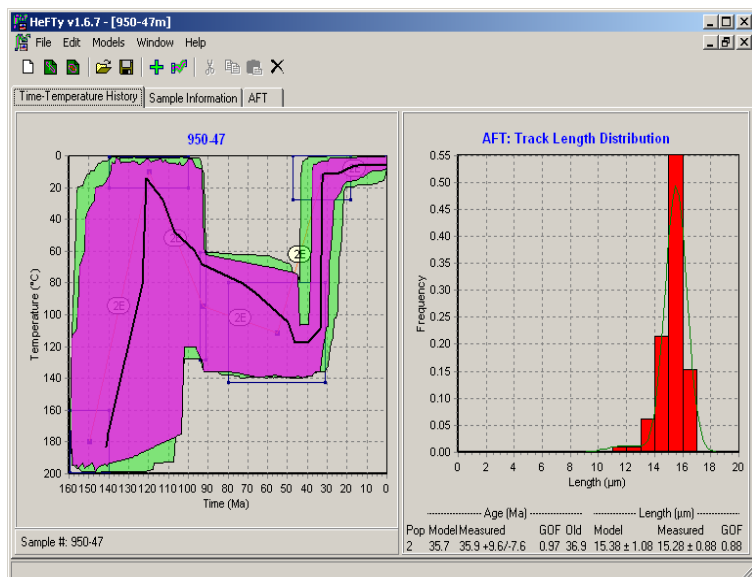 HeFTy v1.6.7 - [950-47m]
File Edit Models Window Help
Time-Temperature History Sample Information AFT
950-47
0
20
40
60
80
100
120
140
160
180
200
Temperature (°C)
2E
2E
2E
2E
2E
160 150 140 130 120 110 100 90 80 70 60 50 40 30 20 10 0
Time (Ma)
Sample #: 950-47
AFT: Track Length Distribution
0.55
0.50
0.45
0.40
0.35
0.30
0.25
0.20
0.15
0.10
0.05
0.00
Frequency
0 2 4 6 8 10 12 14 16 18 20
Length (µm)
Age (Ma) Length (µm)
Pop Model Measured GOF Old Model Measured GOF
2 35.7 35.9 +9.6/-7.6 0.97 36.9 15.38 ± 1.08 15.28 ± 0.88 0.88